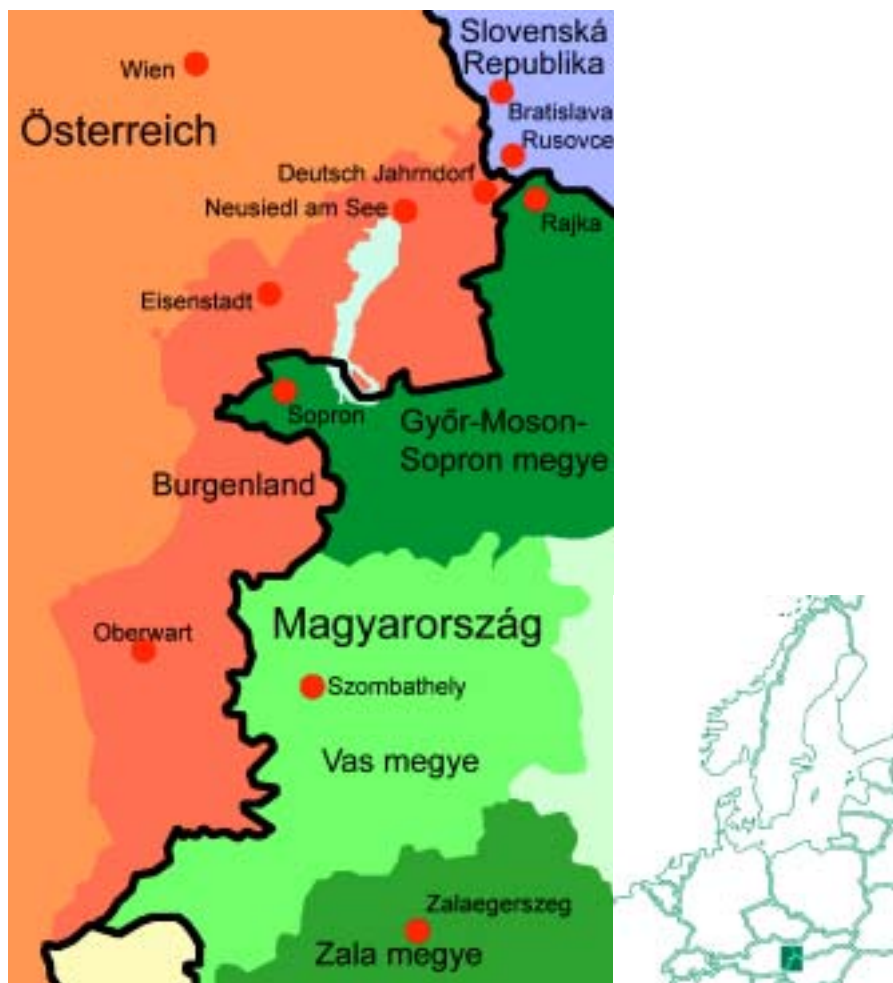 Slovenská
Republika
Wien
Bratislava
Österreich
Rusovce
Deutsch Jahrndorf
Neusiedl am See
Rajka
Eisenstadt
Sopron
Győr-Moson-
Sopron megye
Burgenland
Magyarország
Oberwart
Szombathely
Vas megye
Zalaegerszeg
Zala megye